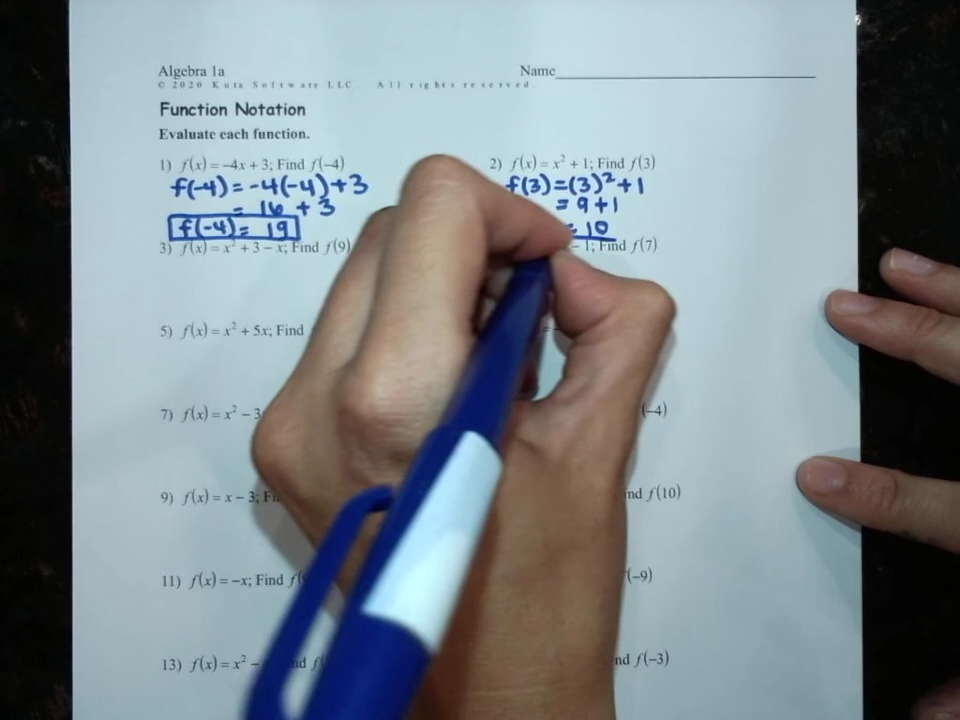 Algebra 1a Name
© 2020 Kuta Software LLC. All rights reserved.
Function Notation
Evaluate each function.
1) f(x) = −4x + 3; Find f(−4)
f(-4) = -4(-4)+3
= 16 + 3
f(-4) = 19
2) f(x) = x² + 1; Find f(3)
f(3) = (3)² + 1
= 9 + 1
= 10
3) f(x) = x² + 3 − x; Find f(9)
− 1; Find f(7)
5) f(x) = x² + 5x; Find
7) f(x) = x² − 3
(−4)
9) f(x) = x − 3;
f(10)
11) f(x) = −x; Find
(−9)
13) f(x) = x² −
f(−3)